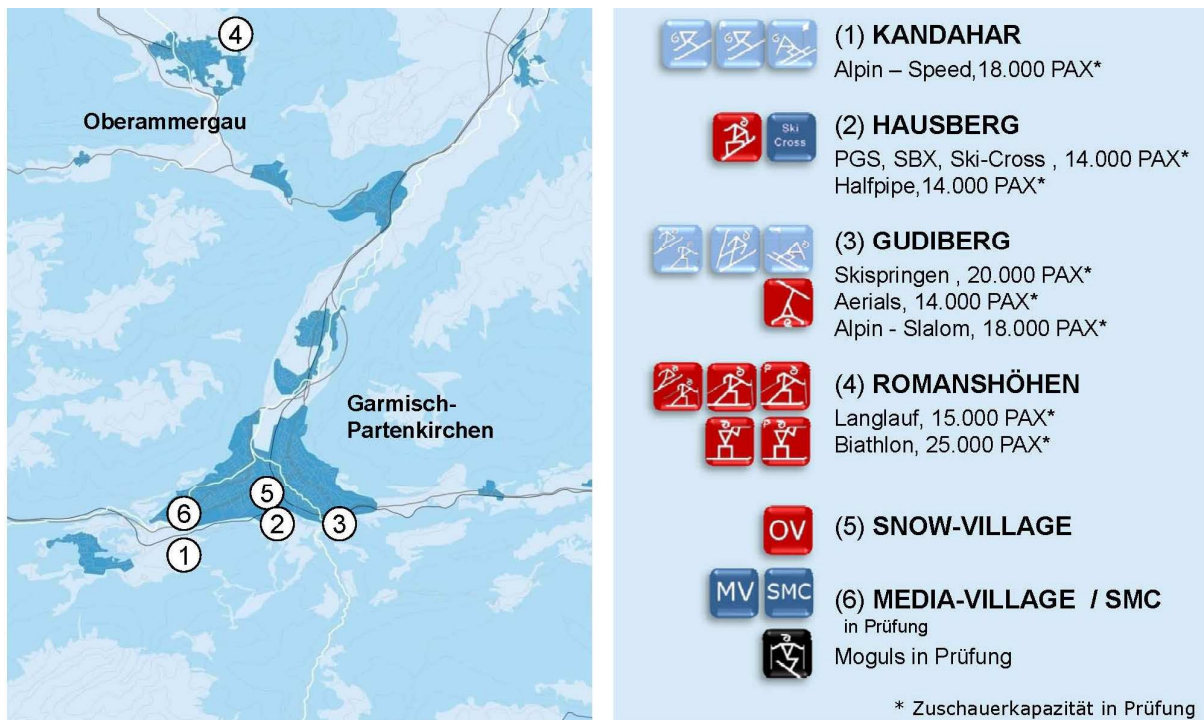 4
Oberammergau
Garmisch-
Partenkirchen
5
6
2
3
1
(1) KANDAHAR
Alpin – Speed,18.000 PAX*
Ski
Cross
(2) HAUSBERG
PGS, SBX, Ski-Cross , 14.000 PAX*
Halfpipe,14.000 PAX*
(3) GUDIBERG
Skispringen , 20.000 PAX*
Aerials, 14.000 PAX*
Alpin - Slalom, 18.000 PAX*
(4) ROMANSHÖHEN
Langlauf, 15.000 PAX*
Biathlon, 25.000 PAX*
OV
(5) SNOW-VILLAGE
MV SMC
(6) MEDIA-VILLAGE / SMC
in Prüfung
Moguls in Prüfung
* Zuschauerkapazität in Prüfung